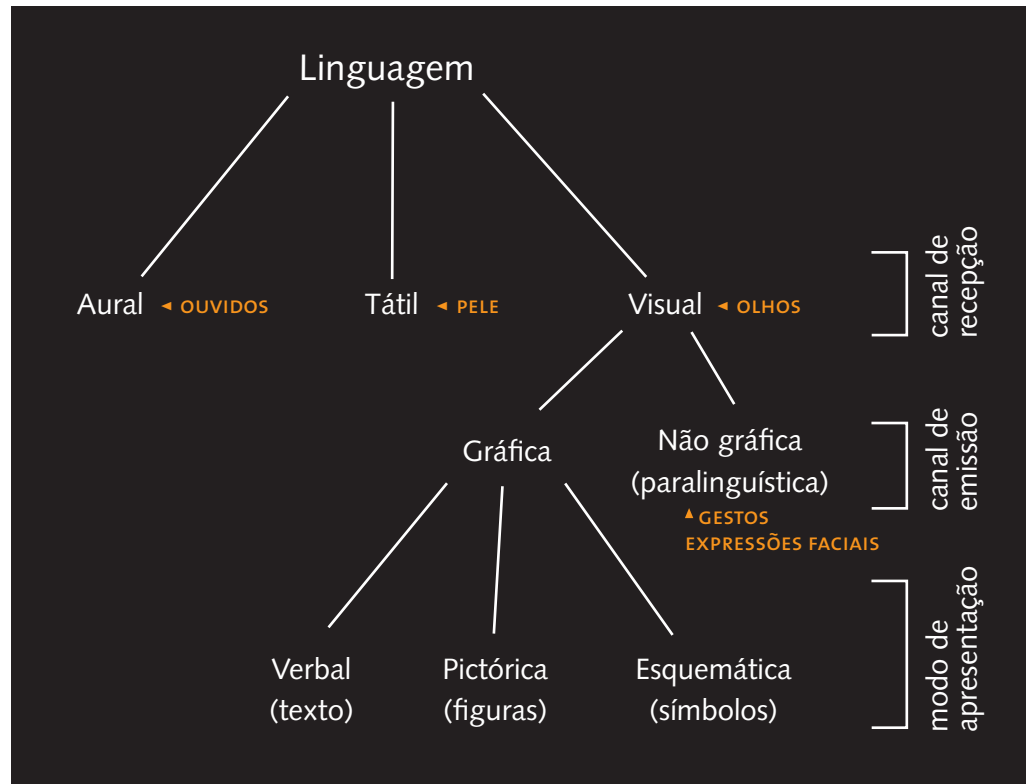 Linguagem
Aural ◄ OUVIDOS
Tátil ◄ PELE
Visual ◄ OLHOS
canal de
recepção
Gráfica
Não gráfica
(paralinguística)
▲ GESTOS
EXPRESSÕES FACIAIS
canal de
emissão
Verbal
(texto)
Pictórica
(figuras)
Esquemática
(símbolos)
modo de
apresentação